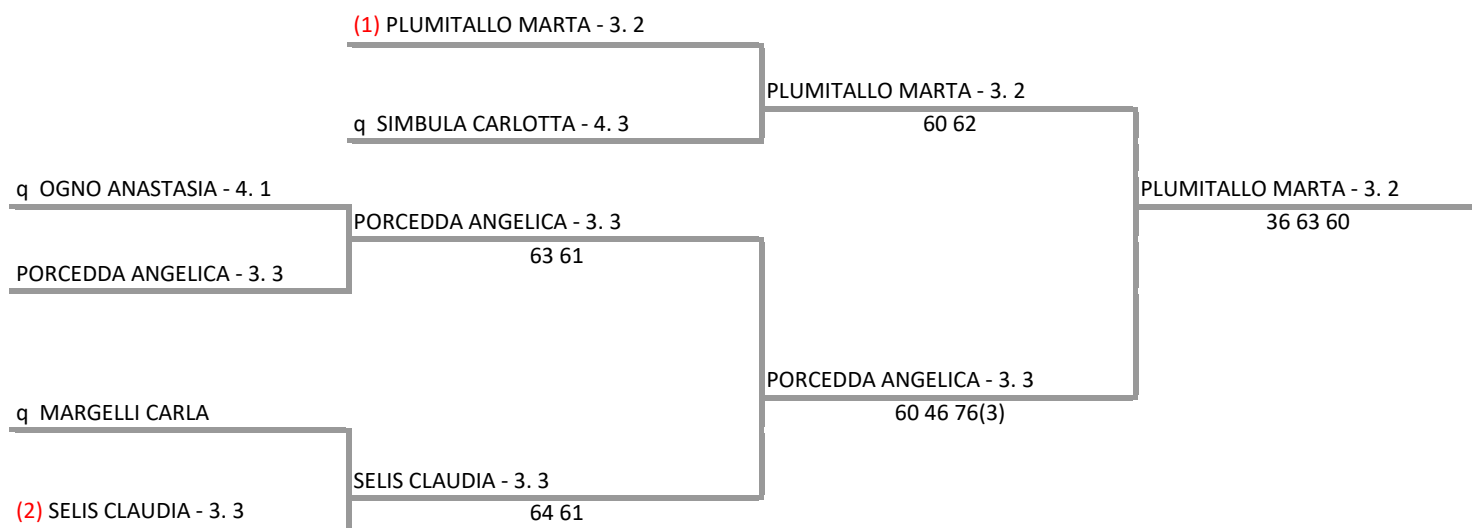 (1) PLUMITALLO MARTA - 3. 2
PLUMITALLO MARTA - 3. 2
q SIMBULA CARLOTTA - 4. 3
60 62
q OGNO ANASTASIA - 4. 1
PLUMITALLO MARTA - 3. 2
PORCEDDA ANGELICA - 3. 3
36 63 60
63 61
PORCEDDA ANGELICA - 3. 3
PORCEDDA ANGELICA - 3. 3
q MARGELLI CARLA
60 46 76(3)
SELIS CLAUDIA - 3. 3
(2) SELIS CLAUDIA - 3. 3
64 61